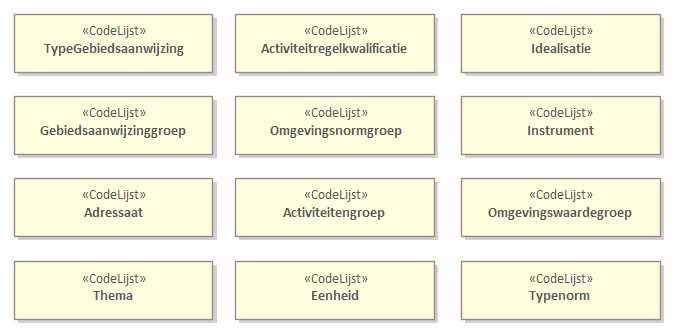 «CodeLijst»
TypeGebiedsaanwijzing
«CodeLijst»
Activiteitregelkwalificatie
«CodeLijst»
Idealisatie
«CodeLijst»
Gebiedsaanwijzinggroep
«CodeLijst»
Omgevingsnormgroep
«CodeLijst»
Instrument
«CodeLijst»
Adressaat
«CodeLijst»
Activiteitengroep
«CodeLijst»
Omgevingswaardegroep
«CodeLijst»
Thema
«CodeLijst»
Eenheid
«CodeLijst»
Typenorm